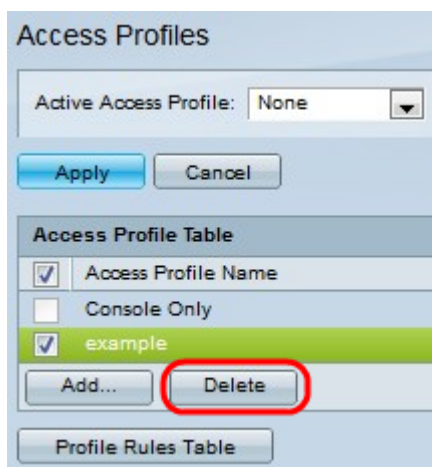 Access Profiles
Active Access Profile: None
Apply Cancel
Access Profile Table
Access Profile Name
Console Only
example
Add... Delete
Profile Rules Table